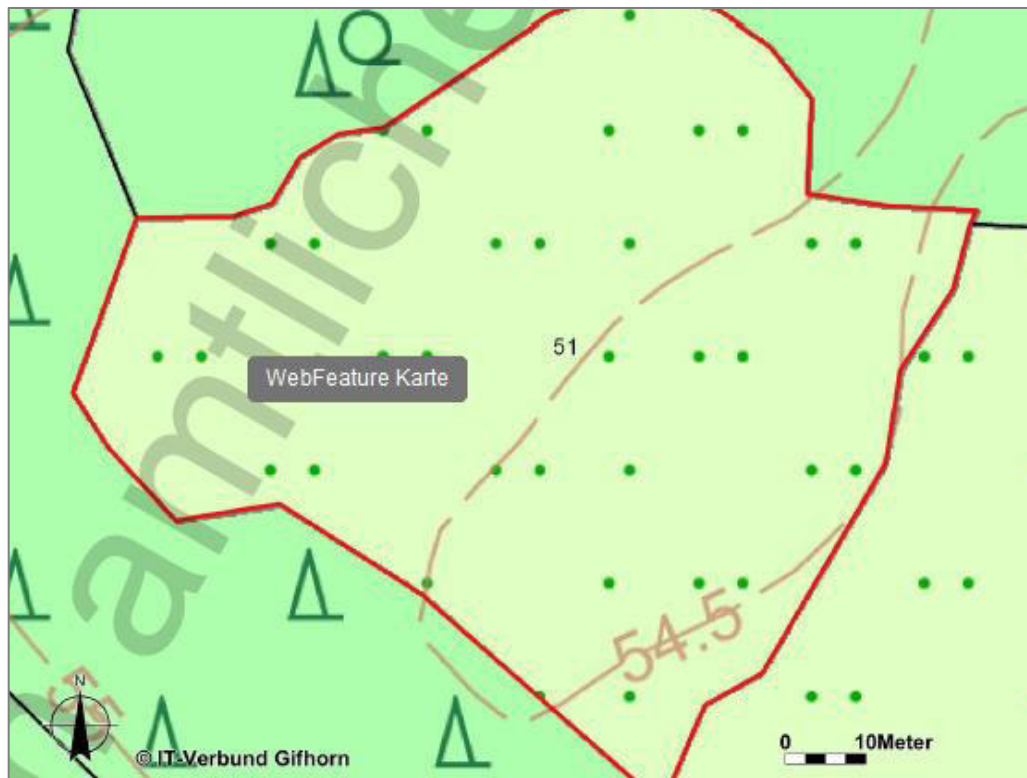 amtliche
51
WebFeature Karte
54.5
N
0 10Meter
© IT-Verbund Gifhorn